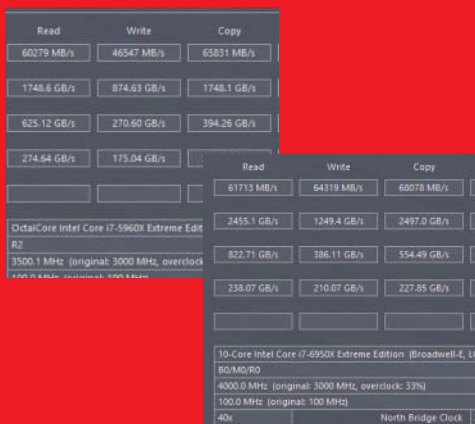 Read Write Copy
60279 MB/s 46547 MB/s 65831 MB/s
1748.6 GB/s 874.63 GB/s 1748.1 GB/s
625.12 GB/s 270.60 GB/s 394.26 GB/s
274.64 GB/s 175.04 GB/s
OctalCore Intel Core i7-5960X Extreme Edit
R2
3500.1 MHz (original: 3000 MHz, overclock
100.0 MHz (original: 100 MHz)
Read Write Copy
61713 MB/s 64319 MB/s 68078 MB/s
2455.1 GB/s 1249.4 GB/s 2497.0 GB/s
822.71 GB/s 386.11 GB/s 554.49 GB/s
238.07 GB/s 210.07 GB/s 227.85 GB/s
10-Core Intel Core i7-6950X Extreme Edition (Broadwell-E, L
B0/M0/R0
4000.0 MHz (original: 3000 MHz, overclock: 33%)
100.0 MHz (original: 100 MHz)
40x North Bridge Clock